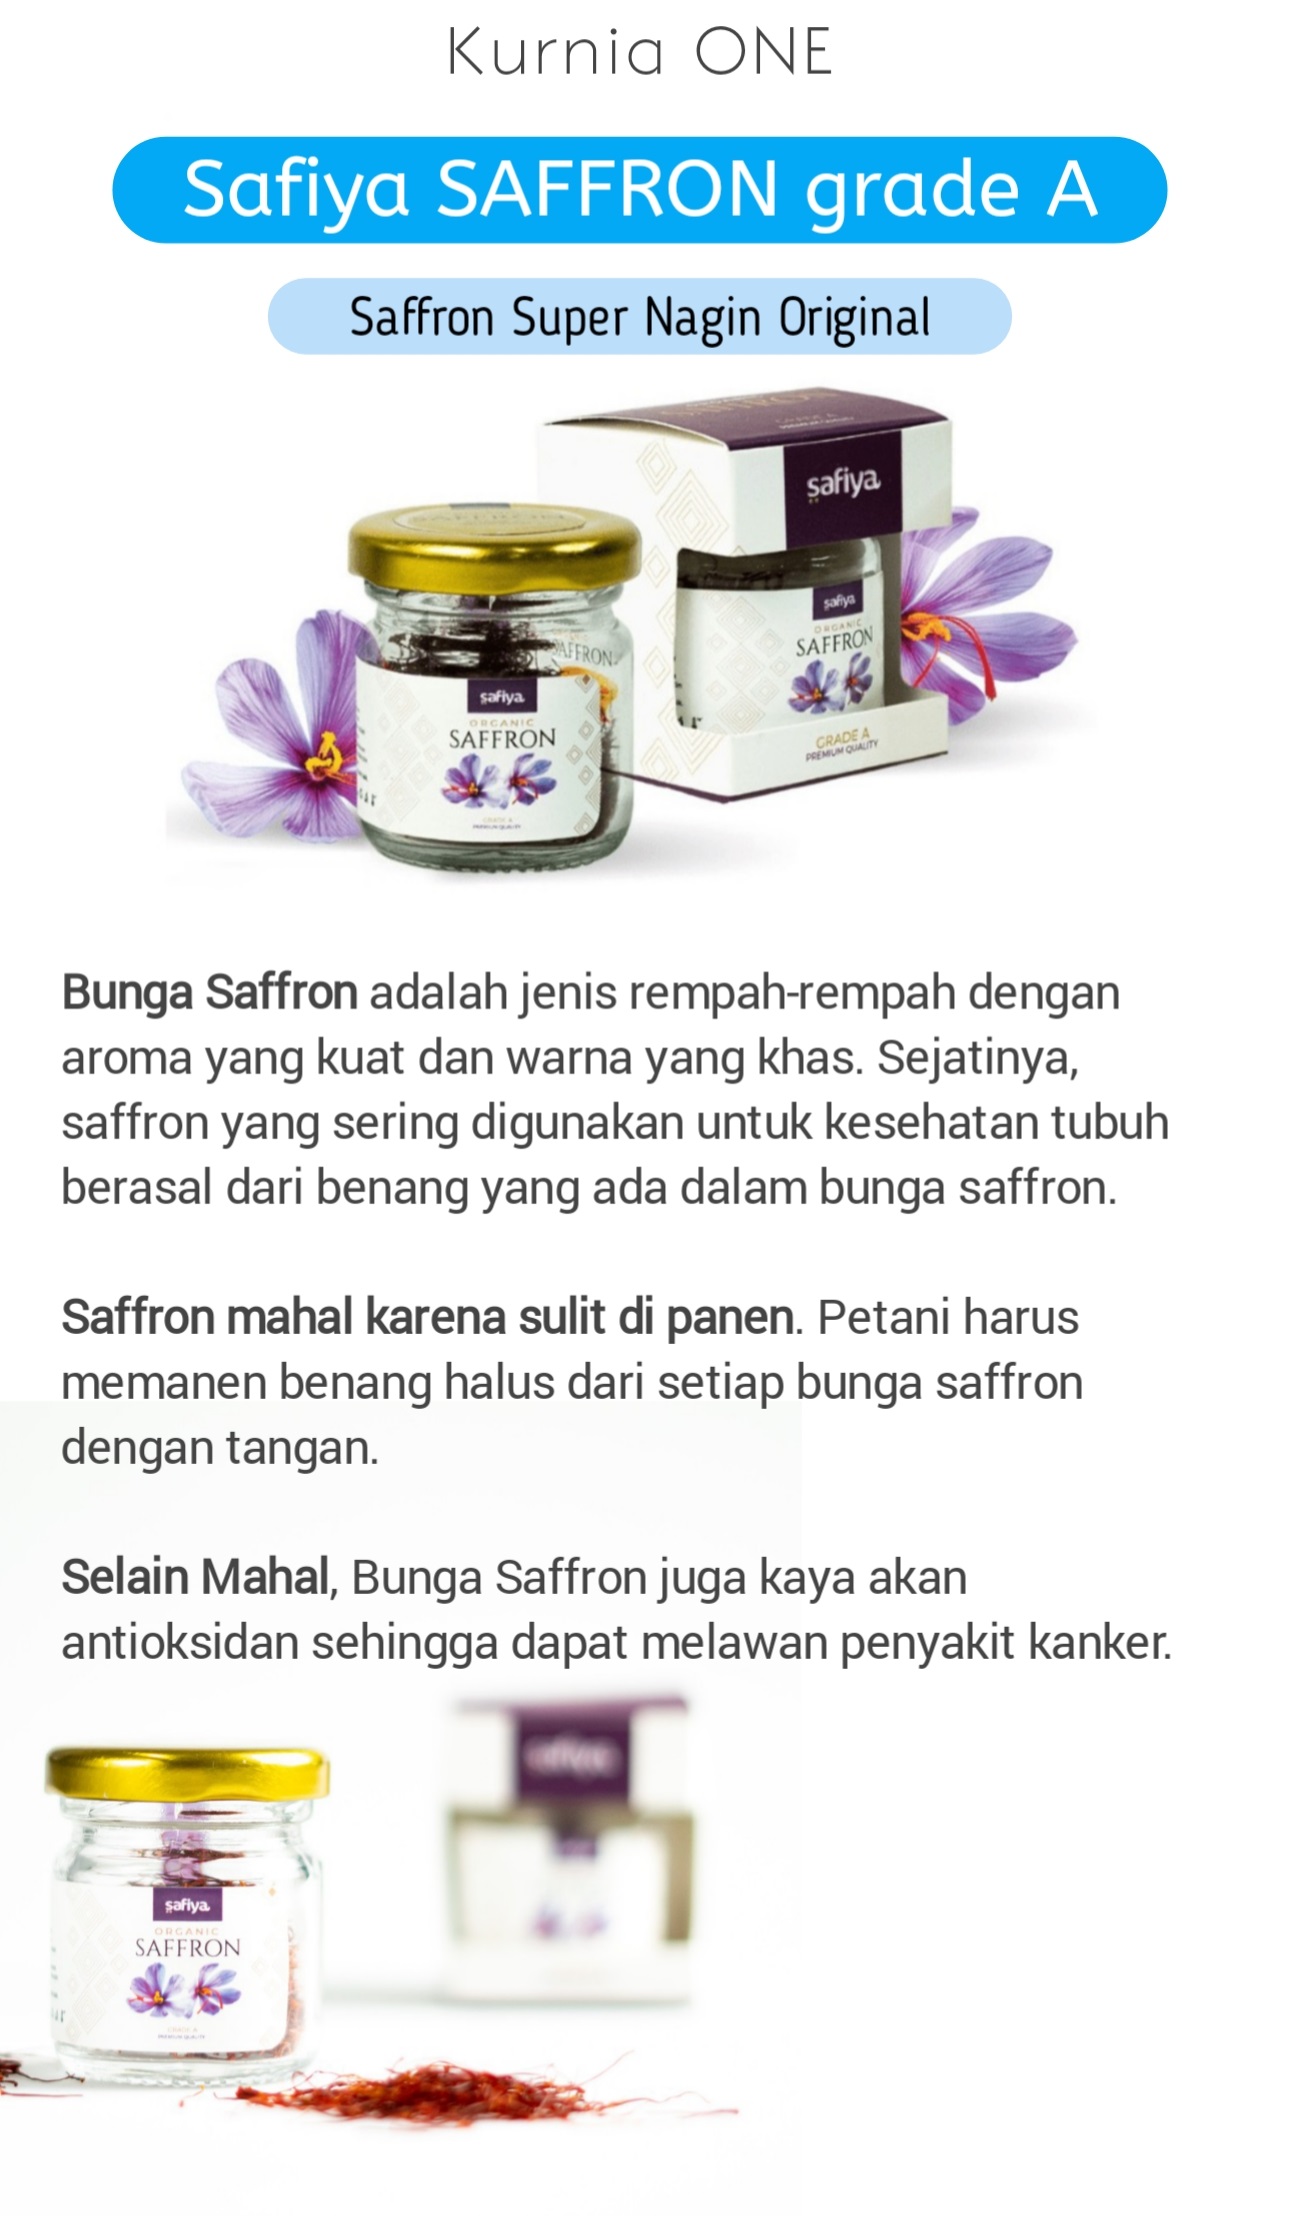 Kurnia ONE
Safiya SAFFRON grade A
Saffron Super Nagin Original
safiya
safiya
ORGANIC
SAFFRON
GRADE A
PREMIUM QUALITY
SAFFRON
safiya
ORGANIC
SAFFRON
GRADE A
PREMIUM QUALITY
Bunga Saffron adalah jenis rempah-rempah dengan
aroma yang kuat dan warna yang khas. Sejatinya,
saffron yang sering digunakan untuk kesehatan tubuh
berasal dari benang yang ada dalam bunga saffron.
Saffron mahal karena sulit di panen. Petani harus
memanen benang halus dari setiap bunga saffron
dengan tangan.
Selain Mahal, Bunga Saffron juga kaya akan
antioksidan sehingga dapat melawan penyakit kanker.
safiya
ORGANIC
SAFFRON